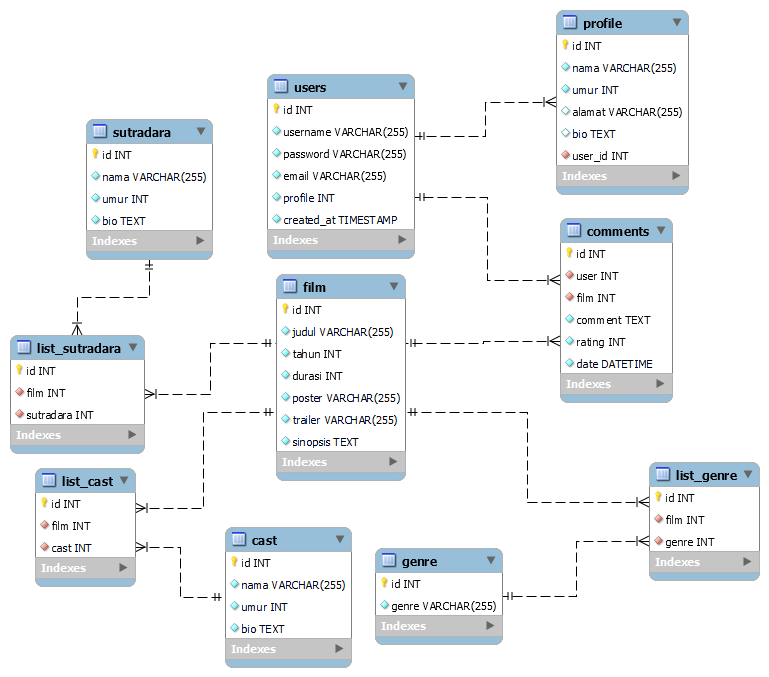 profile
id INT
nama VARCHAR(255)
umur INT
alamat VARCHAR(255)
bio TEXT
user_id INT
Indexes
users
id INT
username VARCHAR(255)
password VARCHAR(255)
email VARCHAR(255)
profile INT
created_at TIMESTAMP
Indexes
sutradara
id INT
nama VARCHAR(255)
umur INT
bio TEXT
Indexes
comments
id INT
user INT
film INT
comment TEXT
rating INT
date DATETIME
Indexes
film
id INT
judul VARCHAR(255)
tahun INT
durasi INT
poster VARCHAR(255)
trailer VARCHAR(255)
sinopsis TEXT
Indexes
list_sutradara
id INT
film INT
sutradara INT
Indexes
list_cast
id INT
film INT
cast INT
Indexes
list_genre
id INT
film INT
genre INT
Indexes
cast
id INT
nama VARCHAR(255)
umur INT
bio TEXT
Indexes
genre
id INT
genre VARCHAR(255)
Indexes